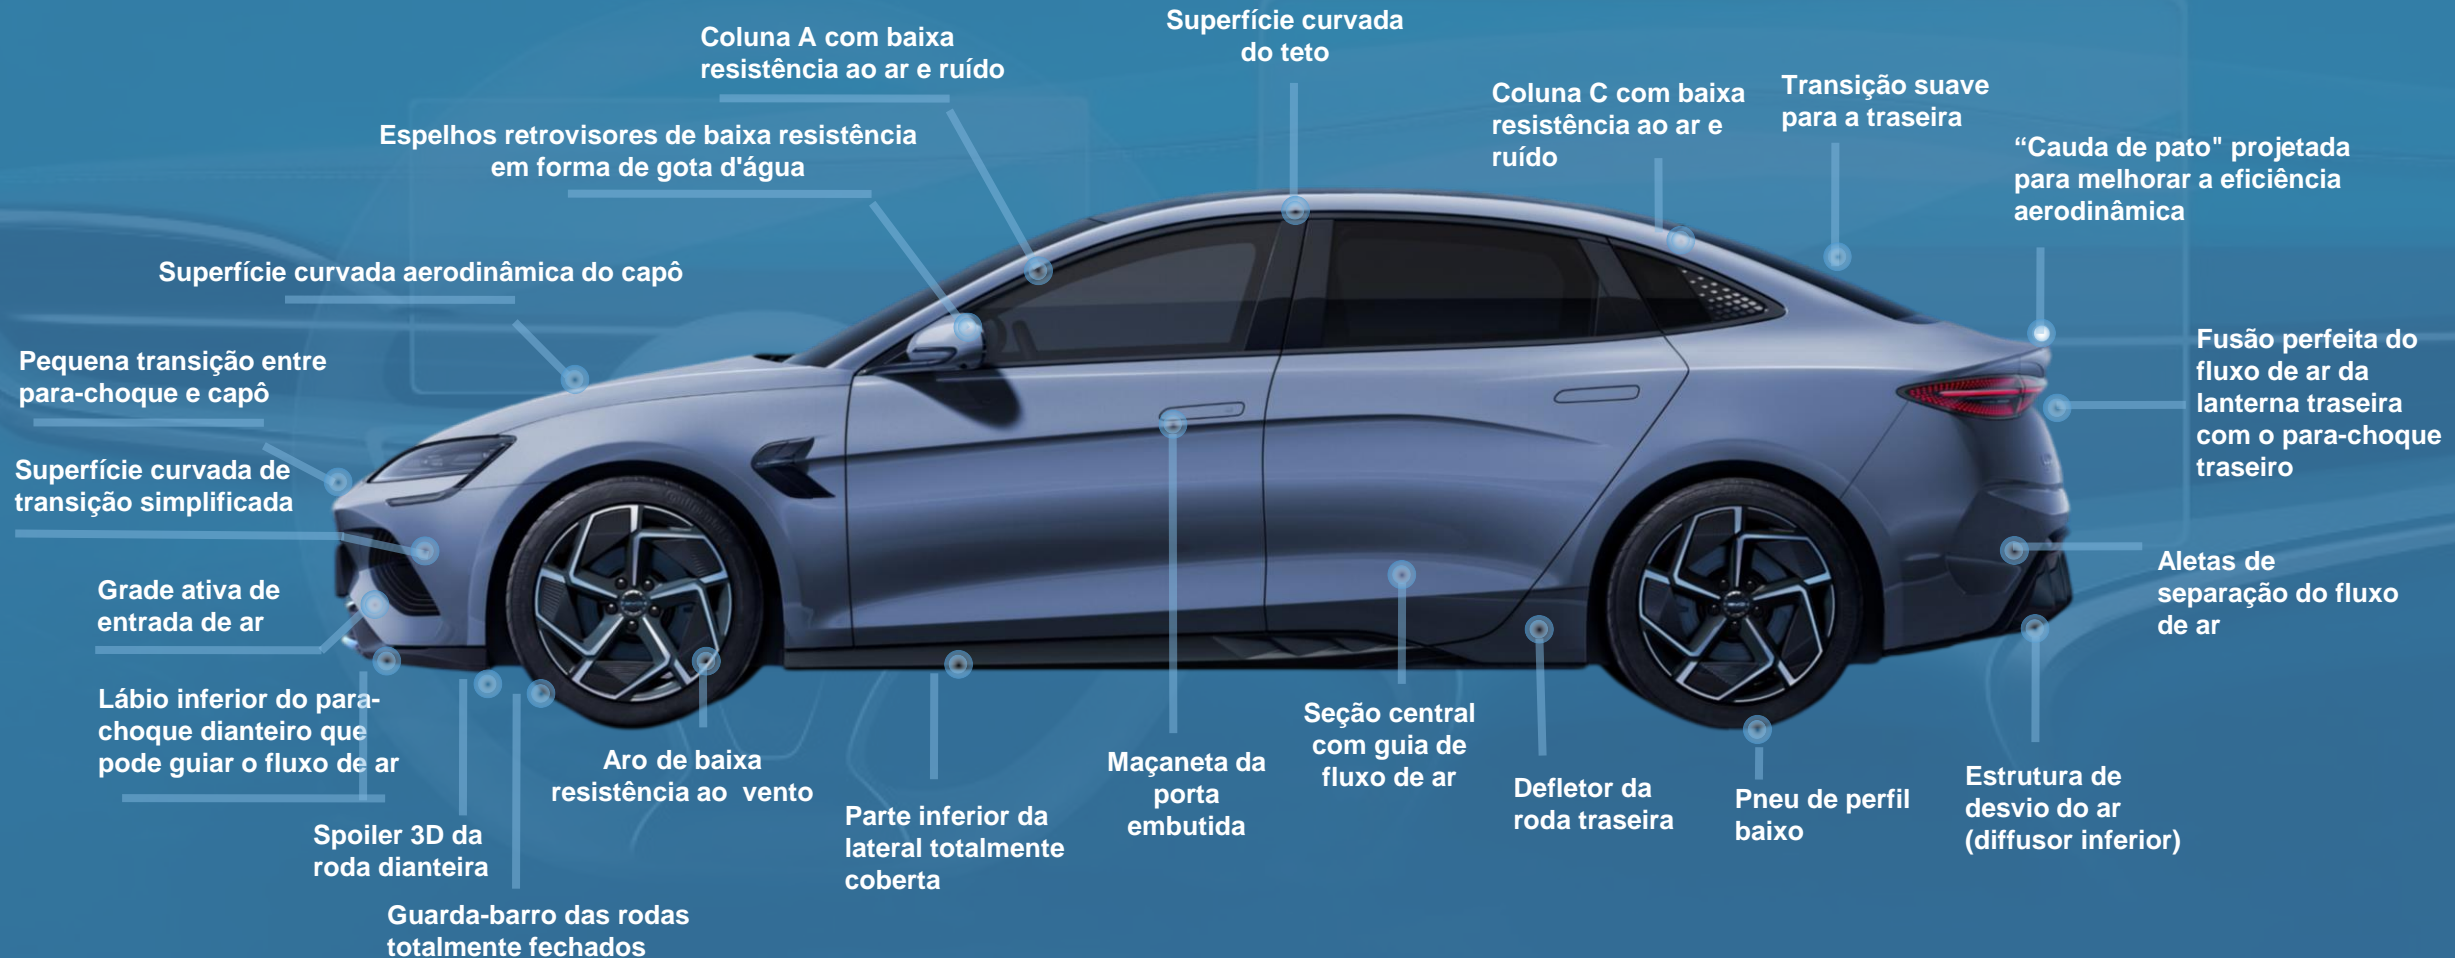 Superfície curvada
do teto
Coluna A com baixa
resistência ao ar e ruído
Coluna C com baixa
resistência ao ar e
ruído
Transição suave
para a traseira
Espelhos retrovisores de baixa resistência
em forma de gota d'água
“Cauda de pato" projetada
para melhorar a eficiência
aerodinâmica
Superfície curvada aerodinâmica do capô
Pequena transição entre
para-choque e capô
Fusão perfeita do
fluxo de ar da
lanterna traseira
com o para-choque
traseiro
Superfície curvada de
transição simplificada
Grade ativa de
entrada de ar
Aletas de
separação do fluxo
de ar
Lábio inferior do para-
choque dianteiro que
pode guiar o fluxo de ar
Aro de baixa
resistência ao  vento
Maçaneta da
porta
embutida
Seção central
com guia de
fluxo de ar
Defletor da
roda traseira
Pneu de perfil
baixo
Estrutura de
desvio do ar
(diffusor inferior)
Parte inferior da
lateral totalmente
coberta
Spoiler 3D da
roda dianteira
Guarda-barro das rodas
totalmente fechados